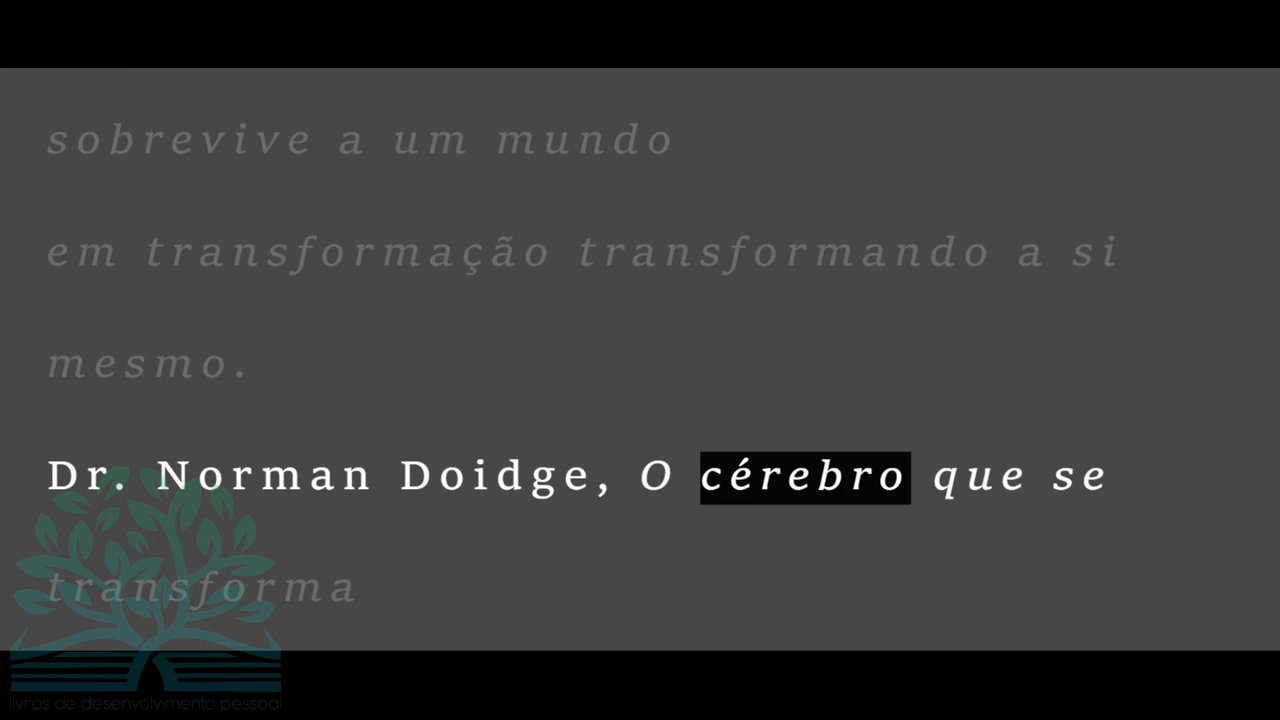 sobrevive a um mundo
em transformação transformando a si
mesmo.
Dr. Norman Doidge, O cérebro que se
transforma
livros de desenvolvimento pessoal